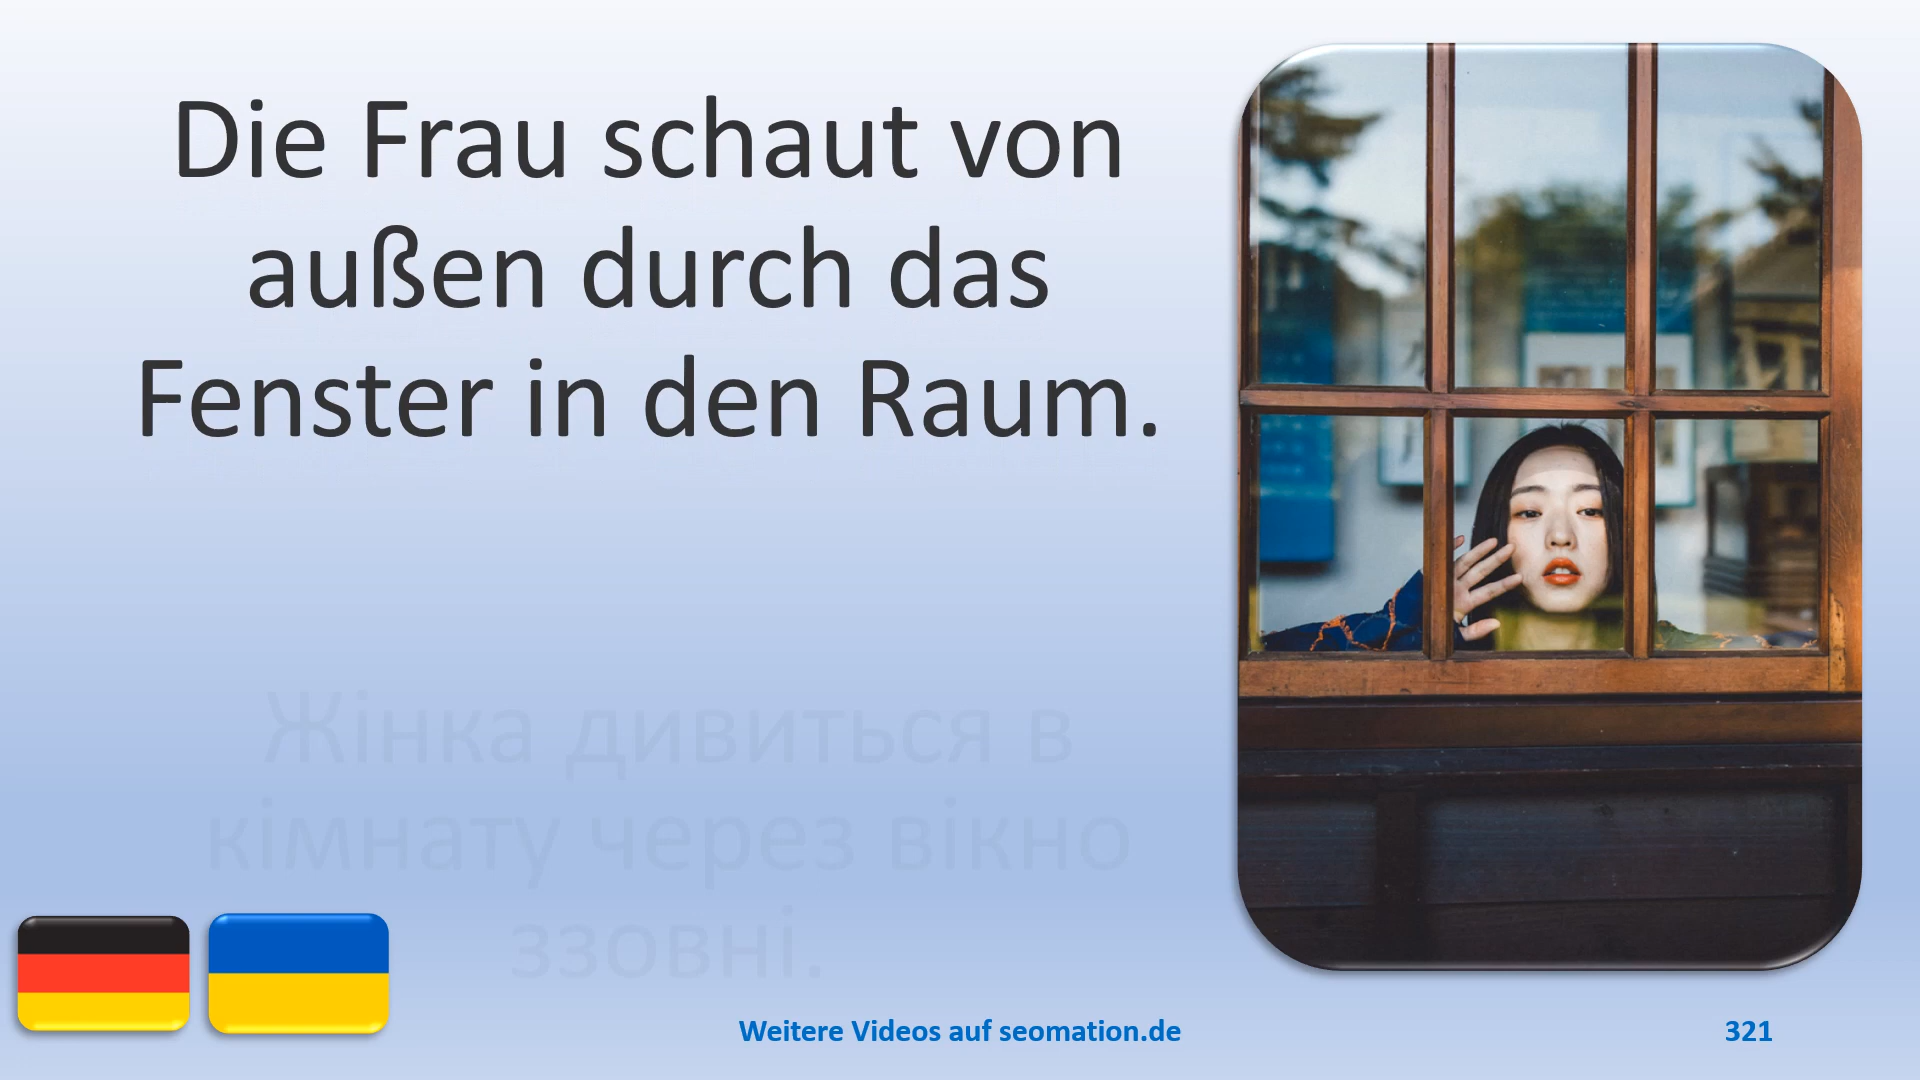 Die Frau schaut von
außen durch das
Fenster in den Raum.
Жінка дивиться в
кімнату через вікно
ззовні.
Weitere Videos auf seomation.de
321